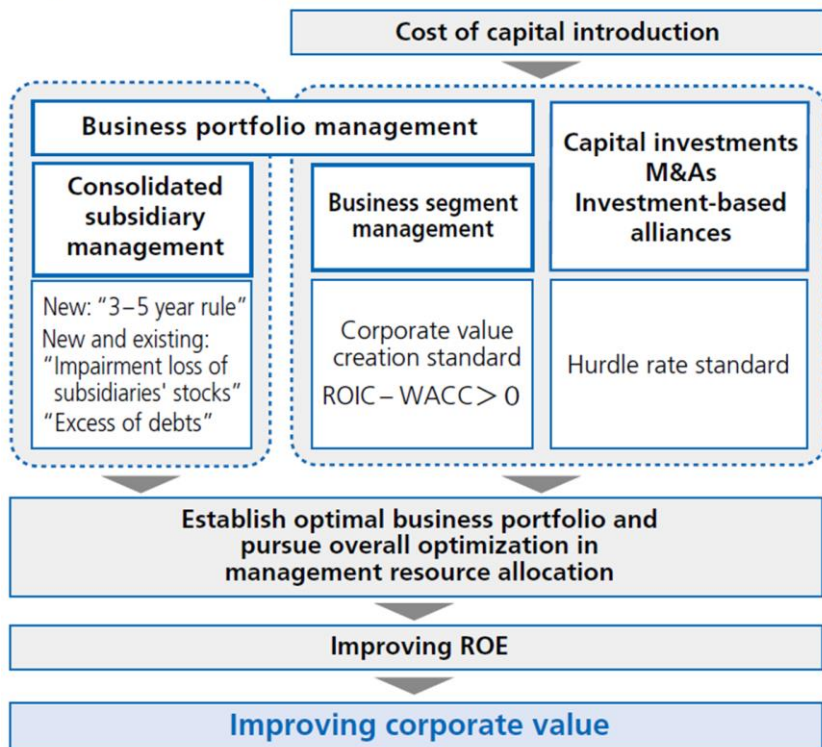 Cost of capital introduction
Business portfolio management
Consolidated
subsidiary
management
New: “3–5 year rule”
New and existing:
“Impairment loss of
subsidiaries' stocks”
“Excess of debts”
Business segment
management
Corporate value
creation standard
ROIC – WACC > 0
Capital investments
M&As
Investment-based
alliances
Hurdle rate standard
Establish optimal business portfolio and
pursue overall optimization in
management resource allocation
Improving ROE
Improving corporate value